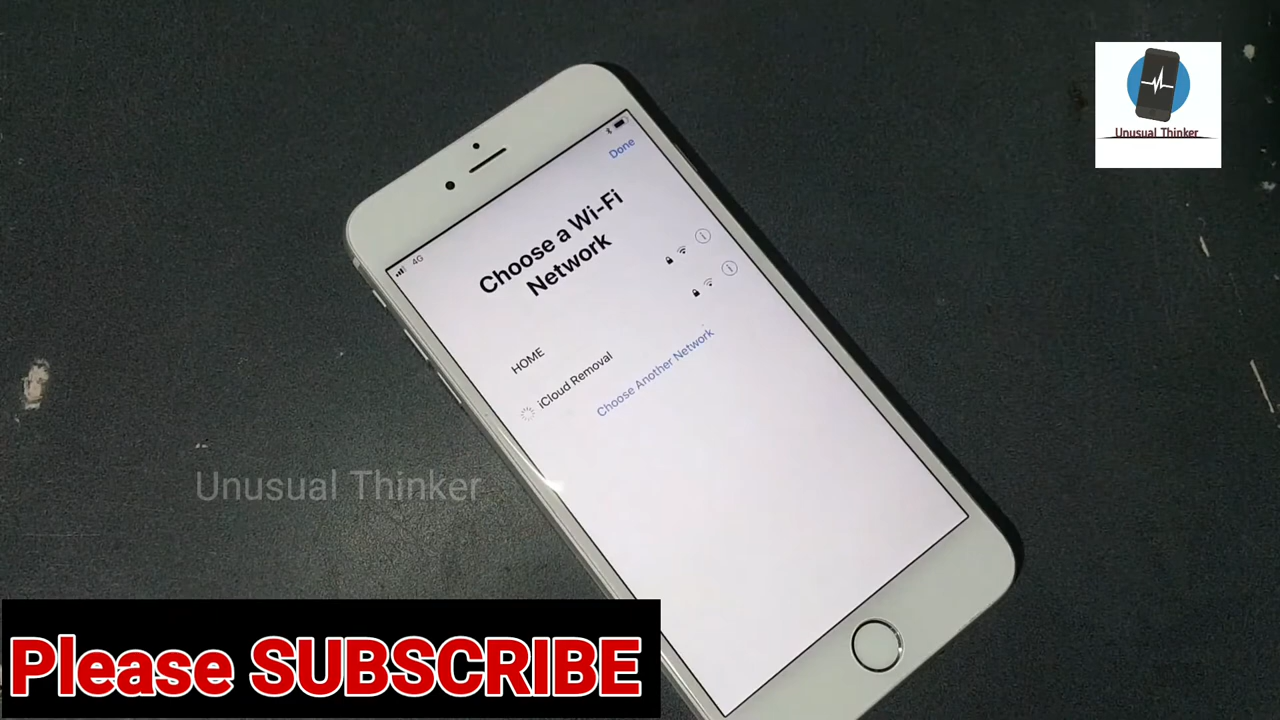 Unusual Thinker
4G
Done
Choose a Wi-Fi
Network
HOME
iCloud Removal
Choose Another Network
Unusual Thinker
Please SUBSCRIBE